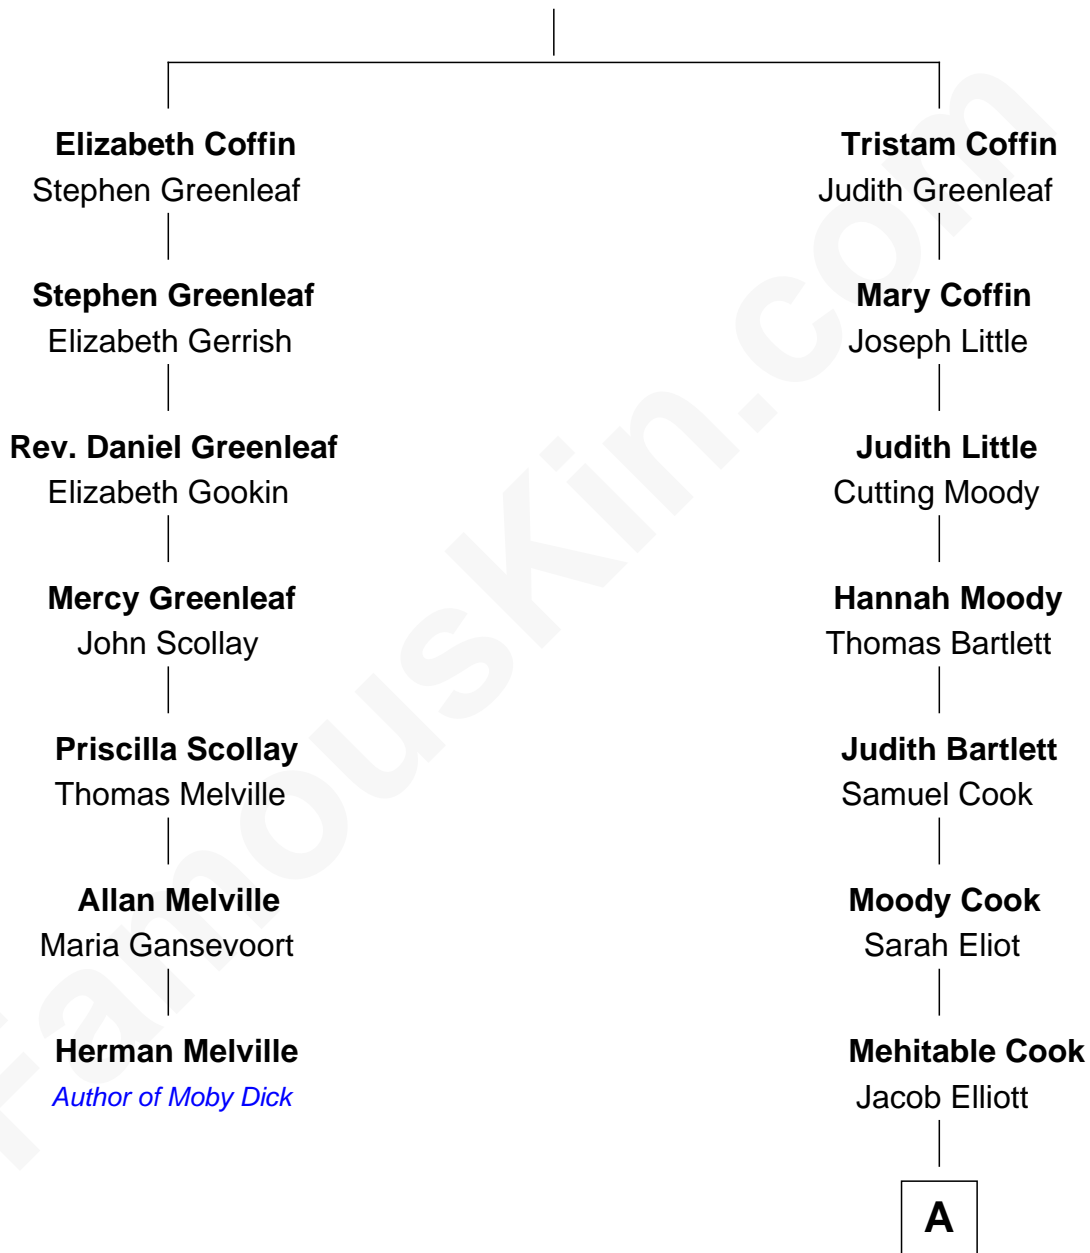 Elizabeth Coffin
Stephen Greenleaf
Tristam Coffin
Judith Greenleaf
Stephen Greenleaf
Elizabeth Gerrish
Mary Coffin
Joseph Little
Rev. Daniel Greenleaf
Elizabeth Gookin
Judith Little
Cutting Moody
Mercy Greenleaf
John Scollay
Hannah Moody
Thomas Bartlett
Priscilla Scollay
Thomas Melville
Judith Bartlett
Samuel Cook
Allan Melville
Maria Gansevoort
Moody Cook
Sarah Eliot
Herman Melville
Author of Moby Dick
Mehitable Cook
Jacob Elliott
A
FamousKin.com